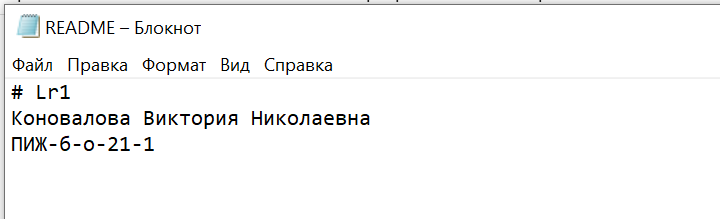 README – Блокнот
Файл Правка Формат Вид Справка
# Lr1
Коновалова Виктория Николаевна
ПИЖ-б-о-21-1